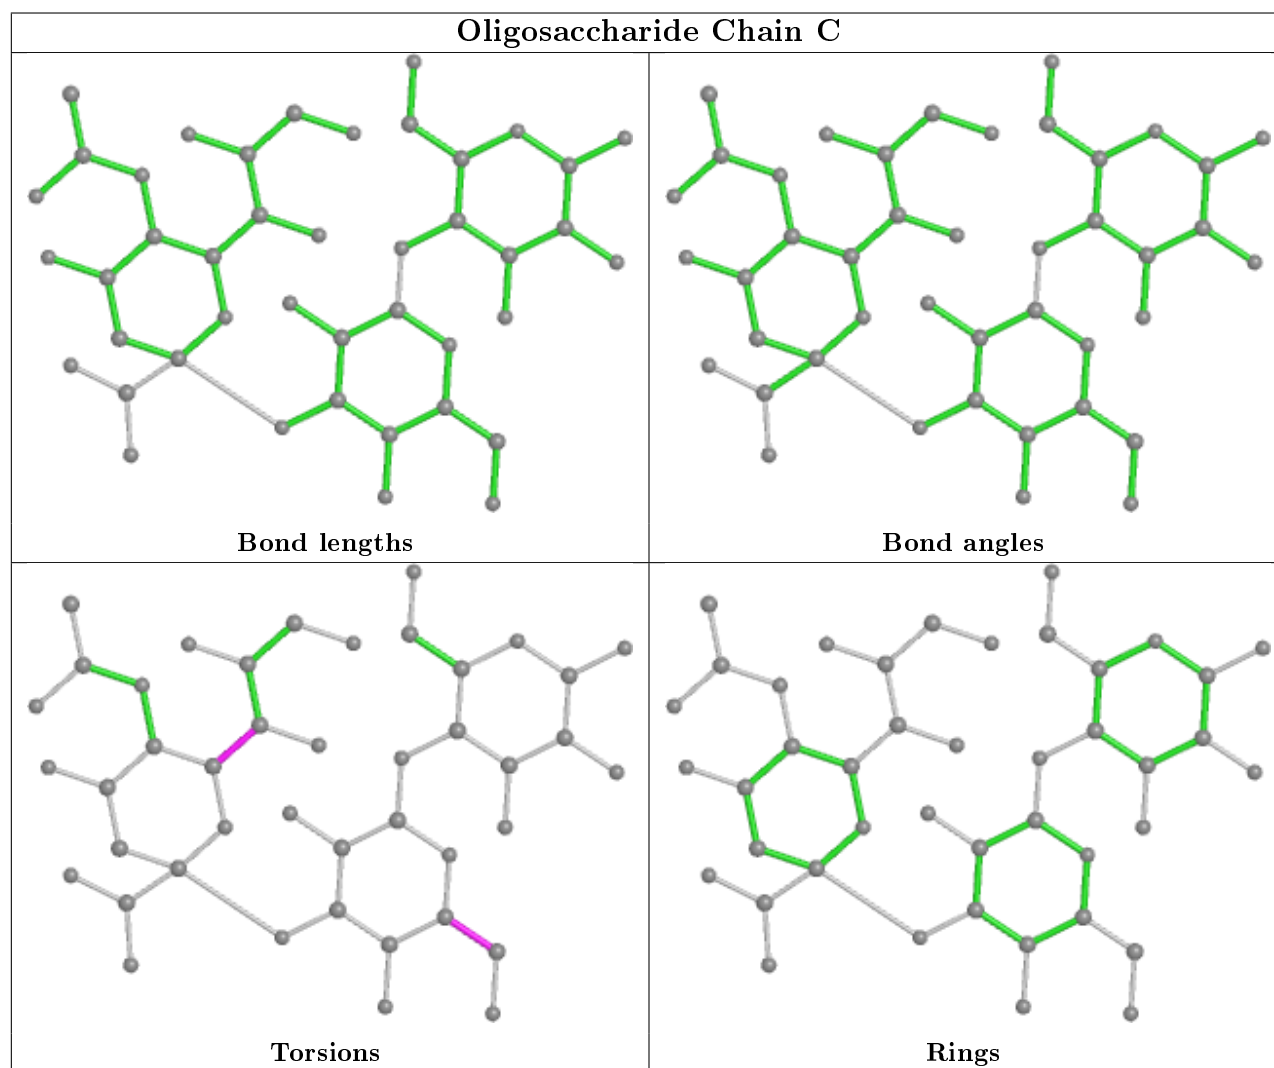 Oligosaccharide Chain C
Bond lengths
Bond angles
Torsions
Rings